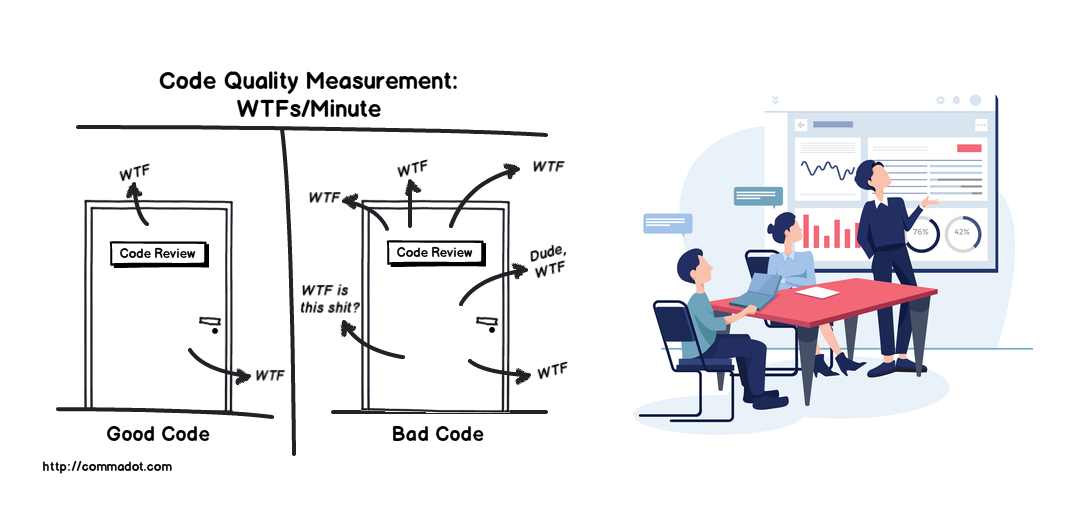 Code Quality Measurement:
WTFs/Minute
WTF
Code Review
WTF
Good Code
WTF
WTF
WTF
Code Review
Dude,
WTF
WTF is
this shit?
WTF
Bad Code
http://commadot.com
76%
42%